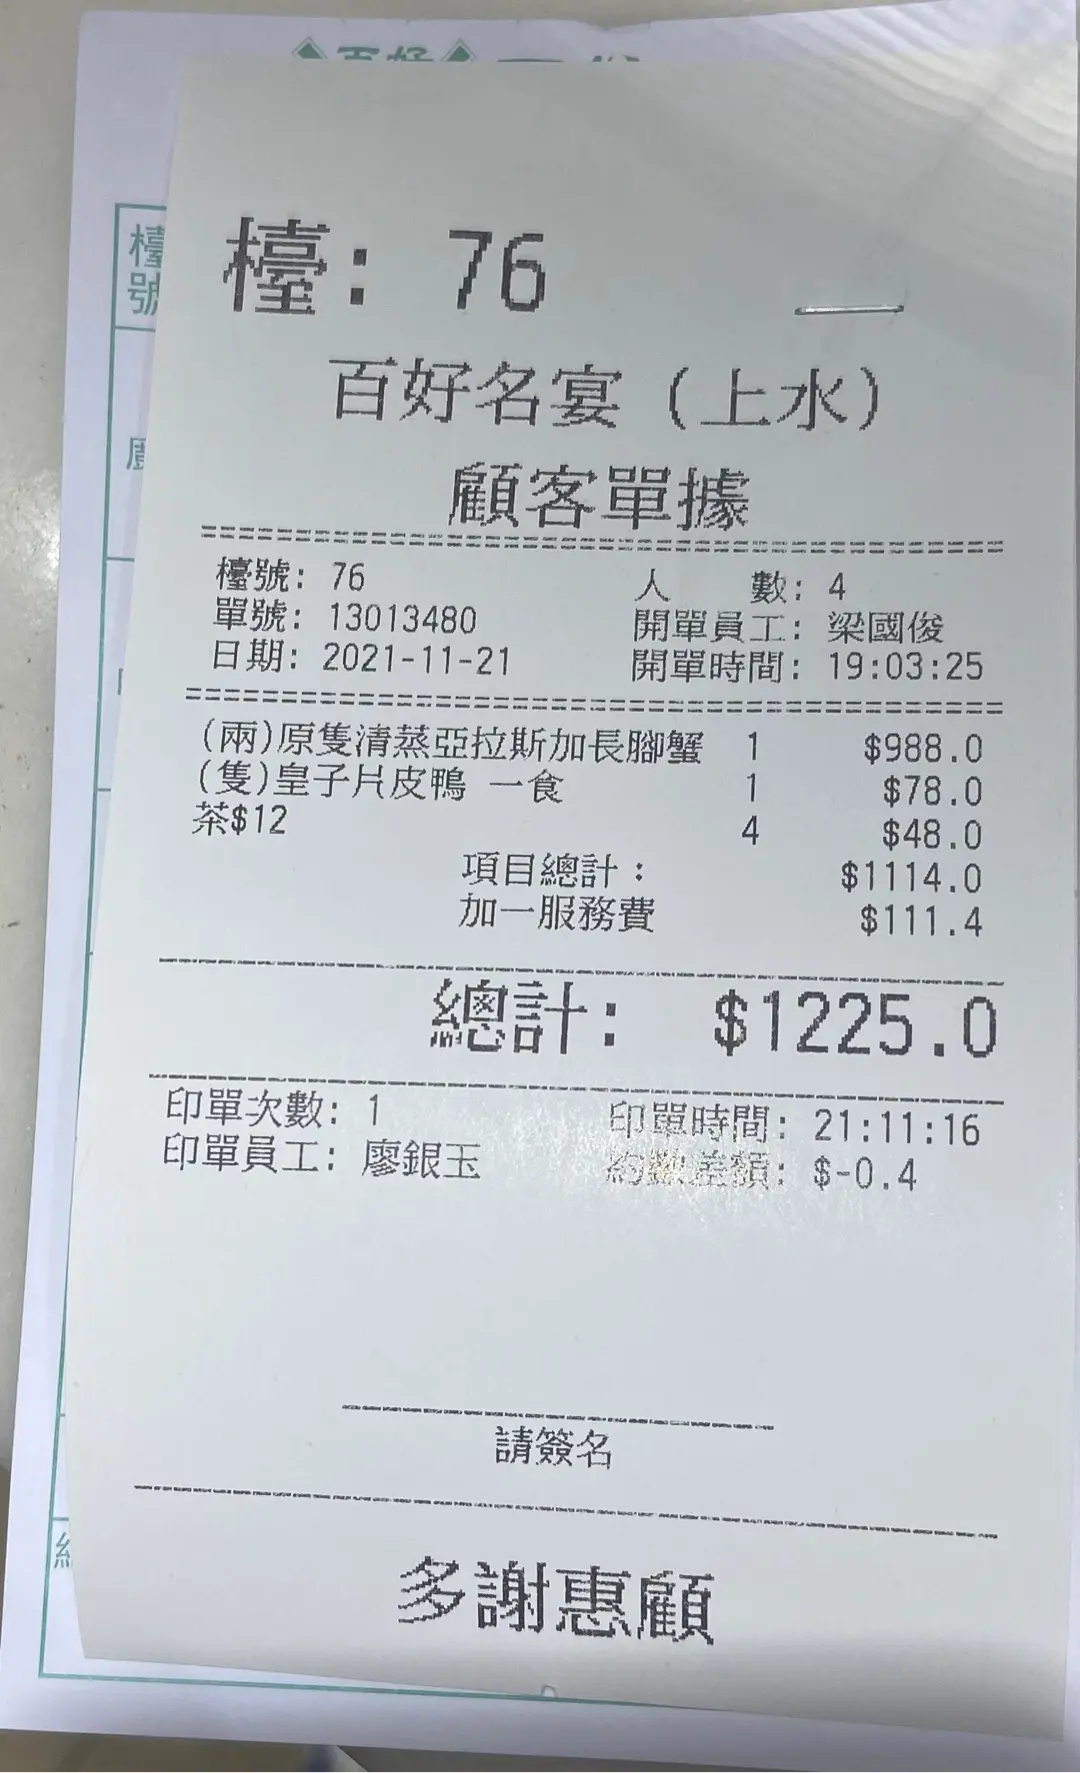 百好
檯號
檯: 76
百好名宴（上水）
顧客單據
檯號: 76 人 數: 4
單號: 13013480 開單員工: 梁國俊
日期: 2021-11-21 開單時間: 19:03:25
(兩)原隻清蒸亞拉斯加長腳蟹 1 $988.0
(隻)皇子片皮鴨 一食 1 $78.0
茶$12 4 $48.0
項目總計： $1114.0
加一服務費 $111.4
總計: $1225.0
印單次數: 1 印單時間: 21:11:16
印單員工: 廖銀玉 約數差額: $-0.4
請簽名
多謝惠顧